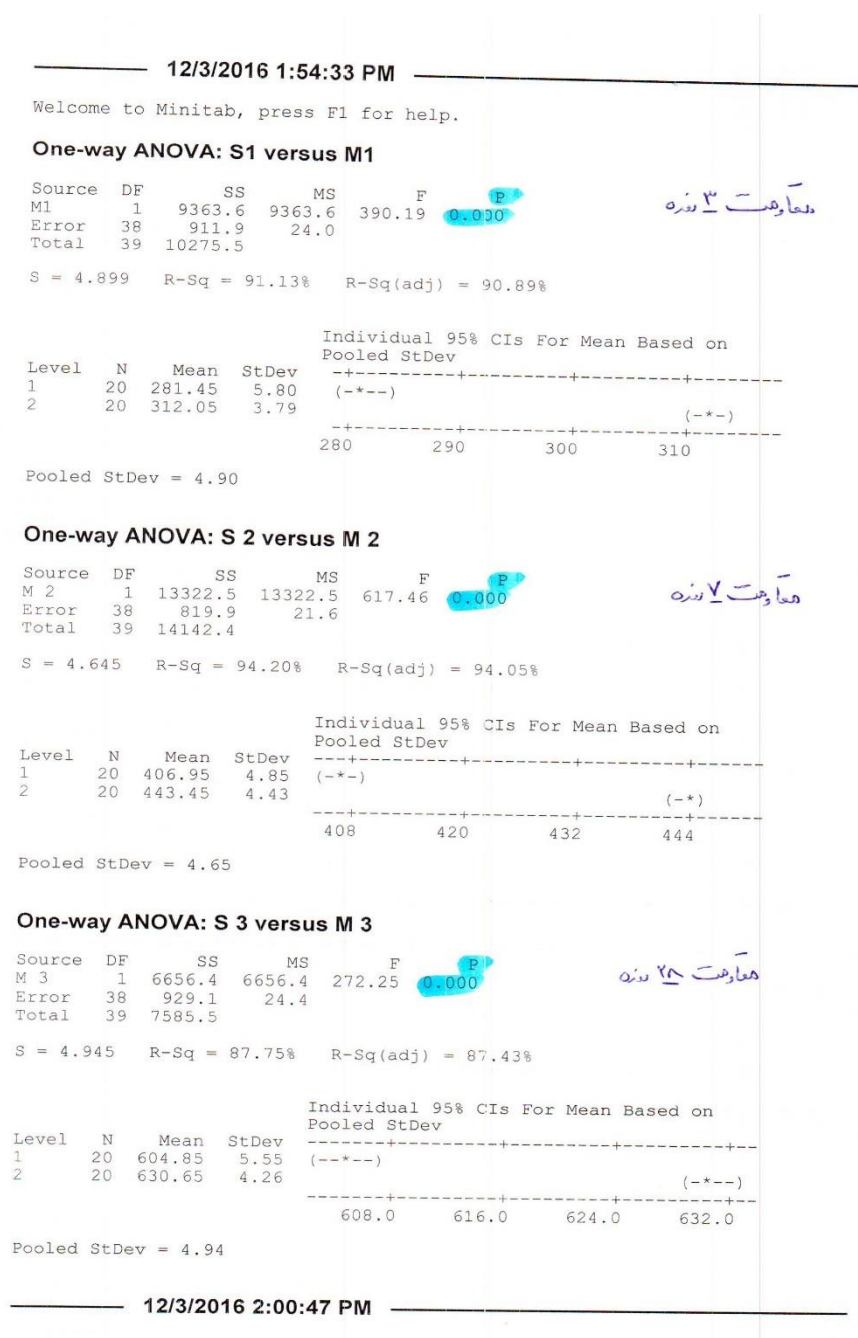 12/3/2016 1:54:33 PM
Welcome to Minitab, press F1 for help.
One-way ANOVA: S1 versus M1
Source DF SS MS F P
M1 1 9363.6 9363.6 390.19 0.000 مقاومت ۳ روزه
Error 38 911.9 24.0
Total 39 10275.5
S = 4.899 R-Sq = 91.13% R-Sq(adj) = 90.89%
Individual 95% CIs For Mean Based on
Pooled StDev
Level N Mean StDev -+---------+---------+---------+--------
1 20 281.45 5.80 (-*--)
2 20 312.05 3.79 (-*-)
-+---------+---------+---------+--------
280 290 300 310
Pooled StDev = 4.90
One-way ANOVA: S 2 versus M 2
Source DF SS MS F P
M 2 1 13322.5 13322.5 617.46 0.000 مقاومت ۷ روزه
Error 38 819.9 21.6
Total 39 14142.4
S = 4.645 R-Sq = 94.20% R-Sq(adj) = 94.05%
Individual 95% CIs For Mean Based on
Pooled StDev
Level N Mean StDev ---+---------+---------+---------+------
1 20 406.95 4.85 (-*-)
2 20 443.45 4.43 (-*)
---+---------+---------+---------+------
408 420 432 444
Pooled StDev = 4.65
One-way ANOVA: S 3 versus M 3
Source DF SS MS F P
M 3 1 6656.4 6656.4 272.25 0.000 مقاومت ۲۸ روزه
Error 38 929.1 24.4
Total 39 7585.5
S = 4.945 R-Sq = 87.75% R-Sq(adj) = 87.43%
Individual 95% CIs For Mean Based on
Pooled StDev
Level N Mean StDev -------+---------+---------+---------+--
1 20 604.85 5.55 (--*--)
2 20 630.65 4.26 (-*--)
-------+---------+---------+---------+--
608.0 616.0 624.0 632.0
Pooled StDev = 4.94
12/3/2016 2:00:47 PM